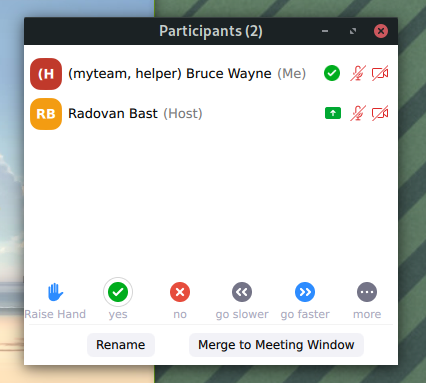 Participants (2)
(H (myteam, helper) Bruce Wayne (Me)
RB Radovan Bast (Host)
Raise Hand yes no go slower go faster more
Rename Merge to Meeting Window